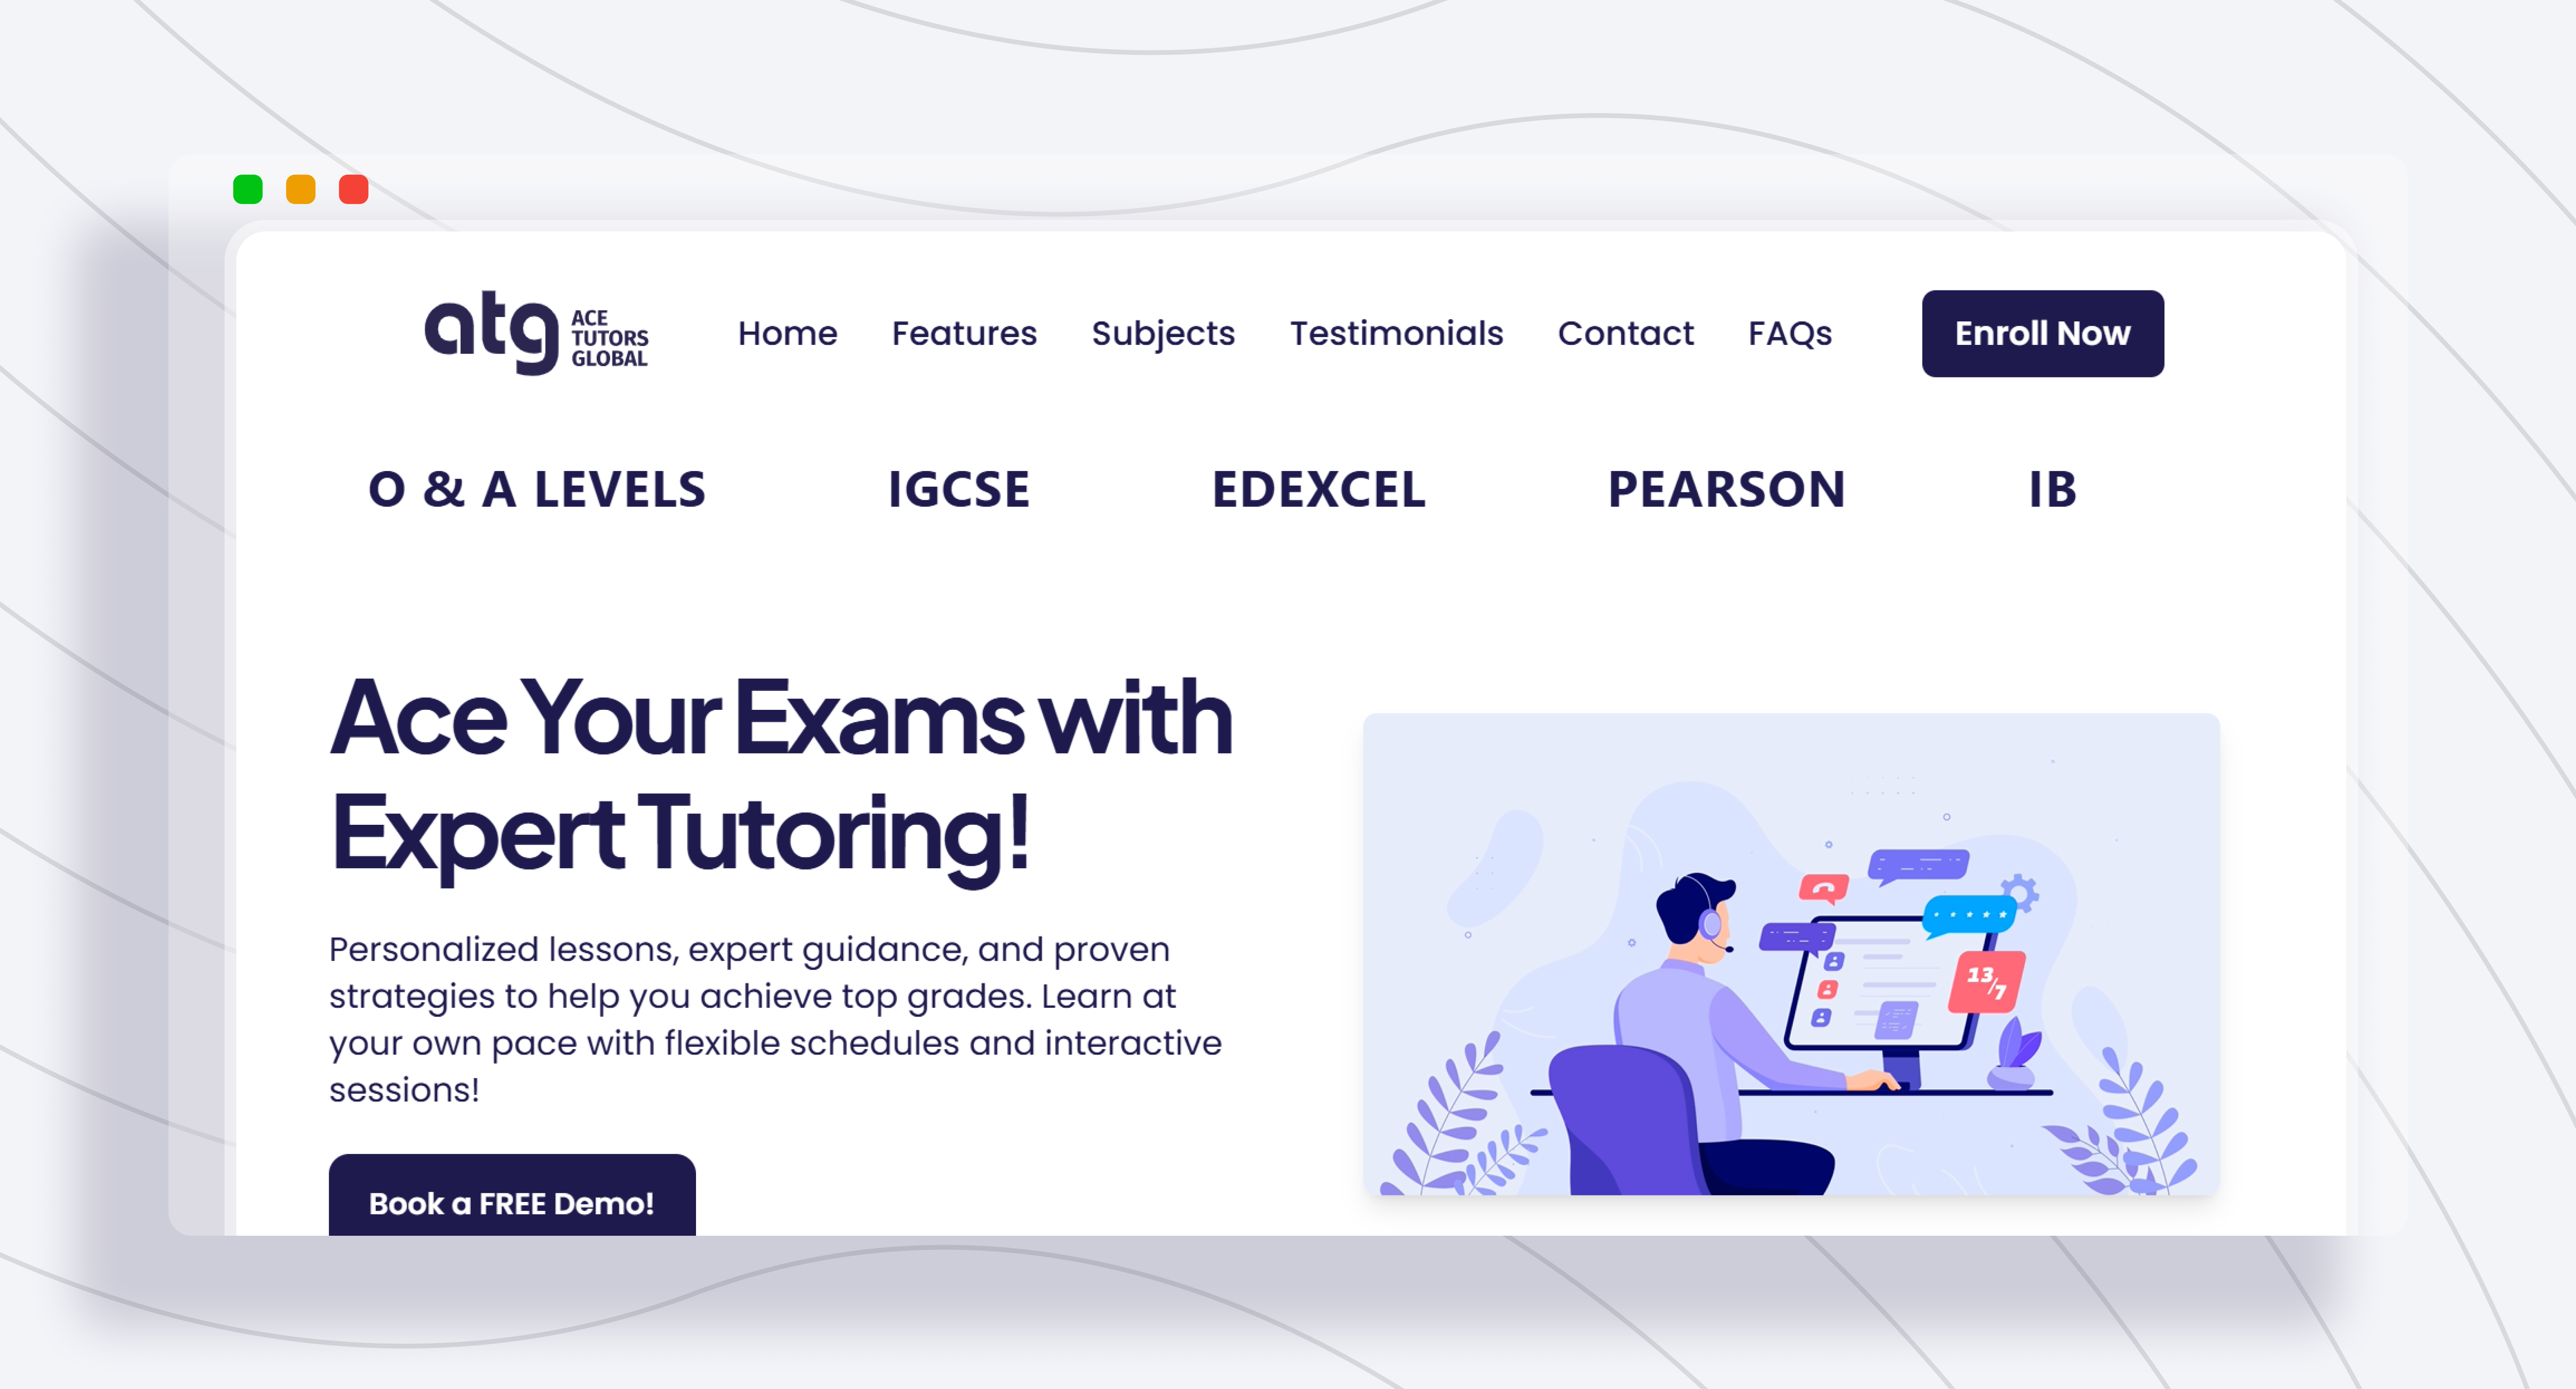 atg ACE
TUTORS
GLOBAL
Home Features Subjects Testimonials Contact FAQs Enroll Now
O & A LEVELS IGCSE EDEXCEL PEARSON IB
Ace Your Exams with
Expert Tutoring!
Personalized lessons, expert guidance, and proven
strategies to help you achieve top grades. Learn at
your own pace with flexible schedules and interactive
sessions!
Book a FREE Demo!
13/7